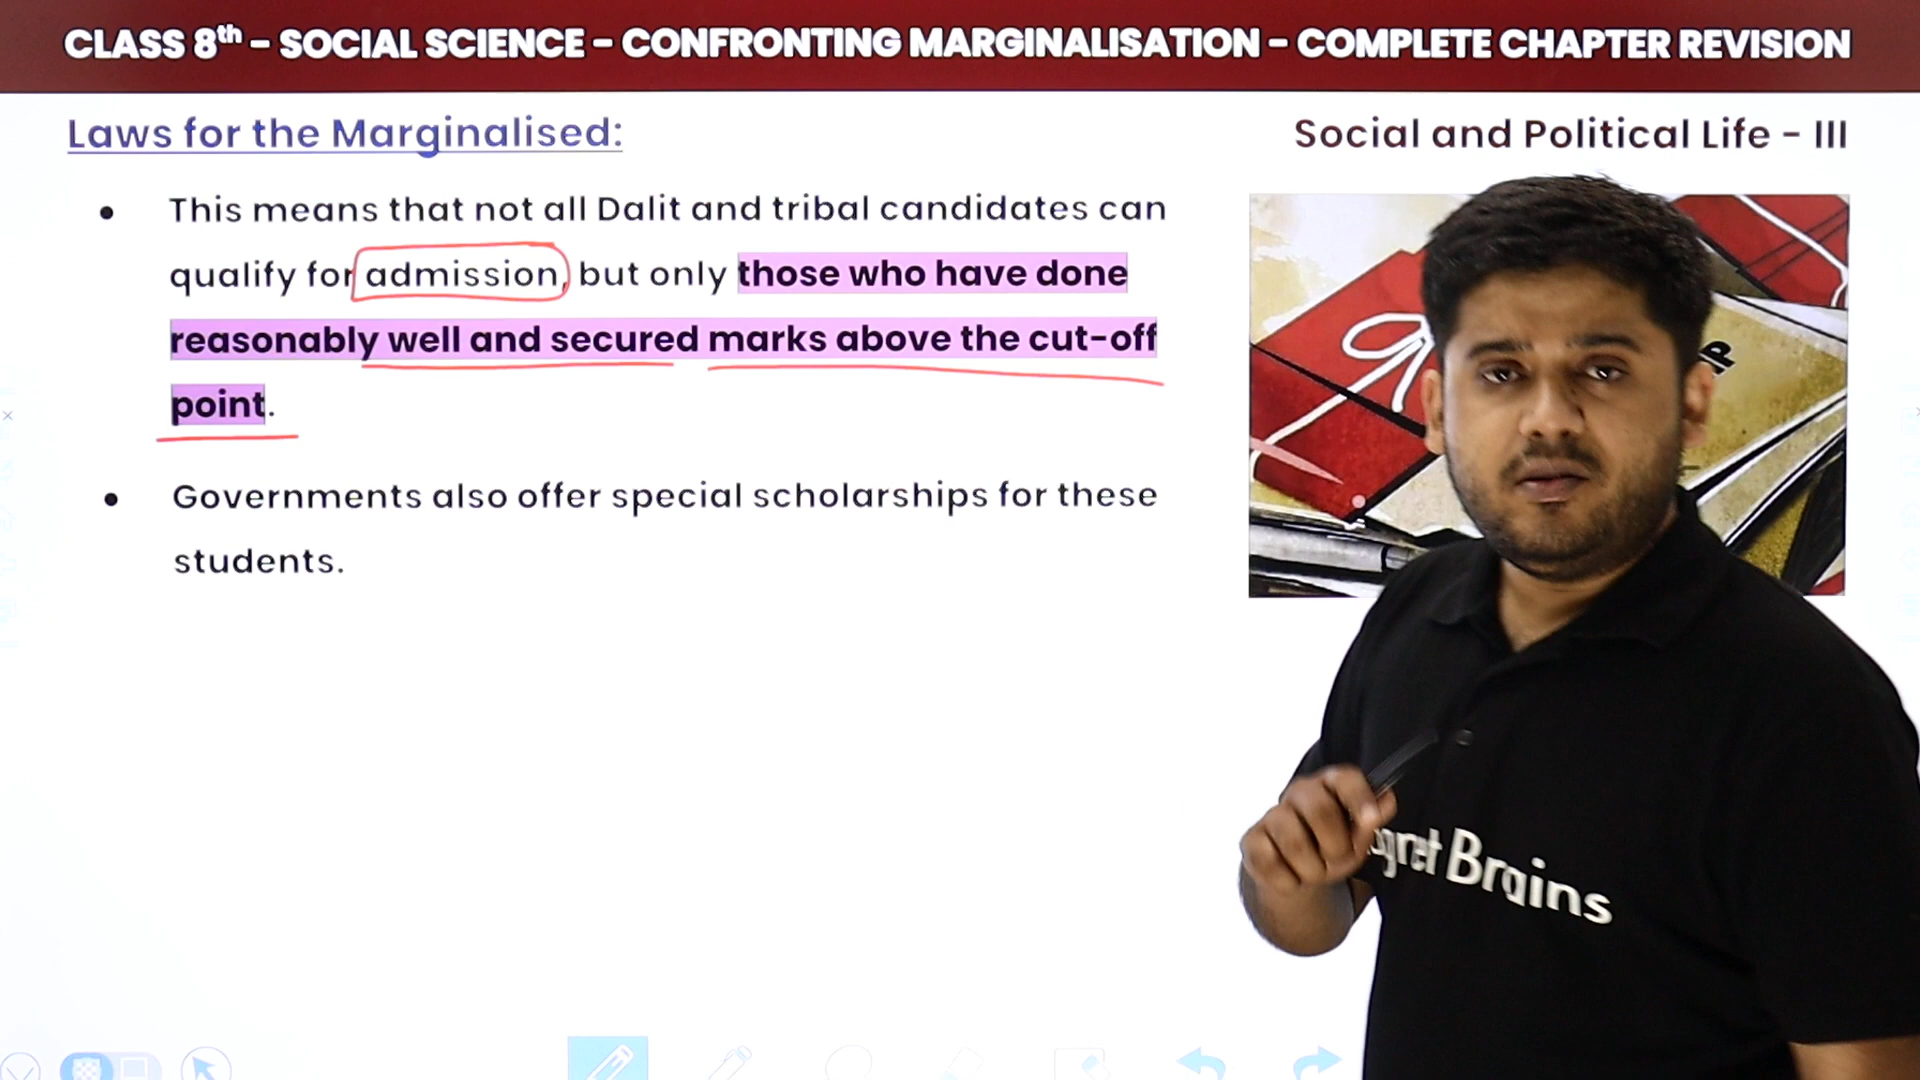 CLASS 8th – SOCIAL SCIENCE – CONFRONTING MARGINALISATION – COMPLETE CHAPTER REVISION
Laws for the Marginalised:
Social and Political Life – III
• This means that not all Dalit and tribal candidates can
qualify for admission, but only those who have done
reasonably well and secured marks above the cut-off
point.
• Governments also offer special scholarships for these
students.
Brains